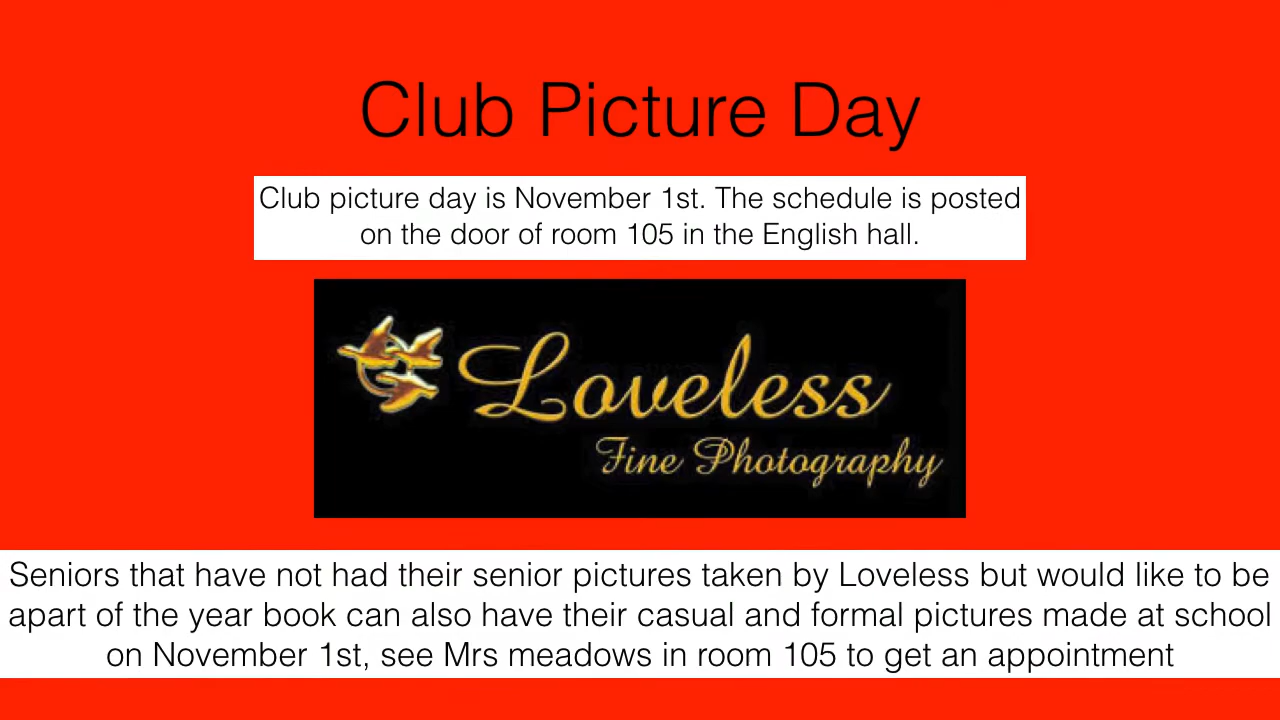 Club Picture Day
Club picture day is November 1st. The schedule is posted
on the door of room 105 in the English hall.
Loveless
Fine Photography
Seniors that have not had their senior pictures taken by Loveless but would like to be
apart of the year book can also have their casual and formal pictures made at school
on November 1st, see Mrs meadows in room 105 to get an appointment